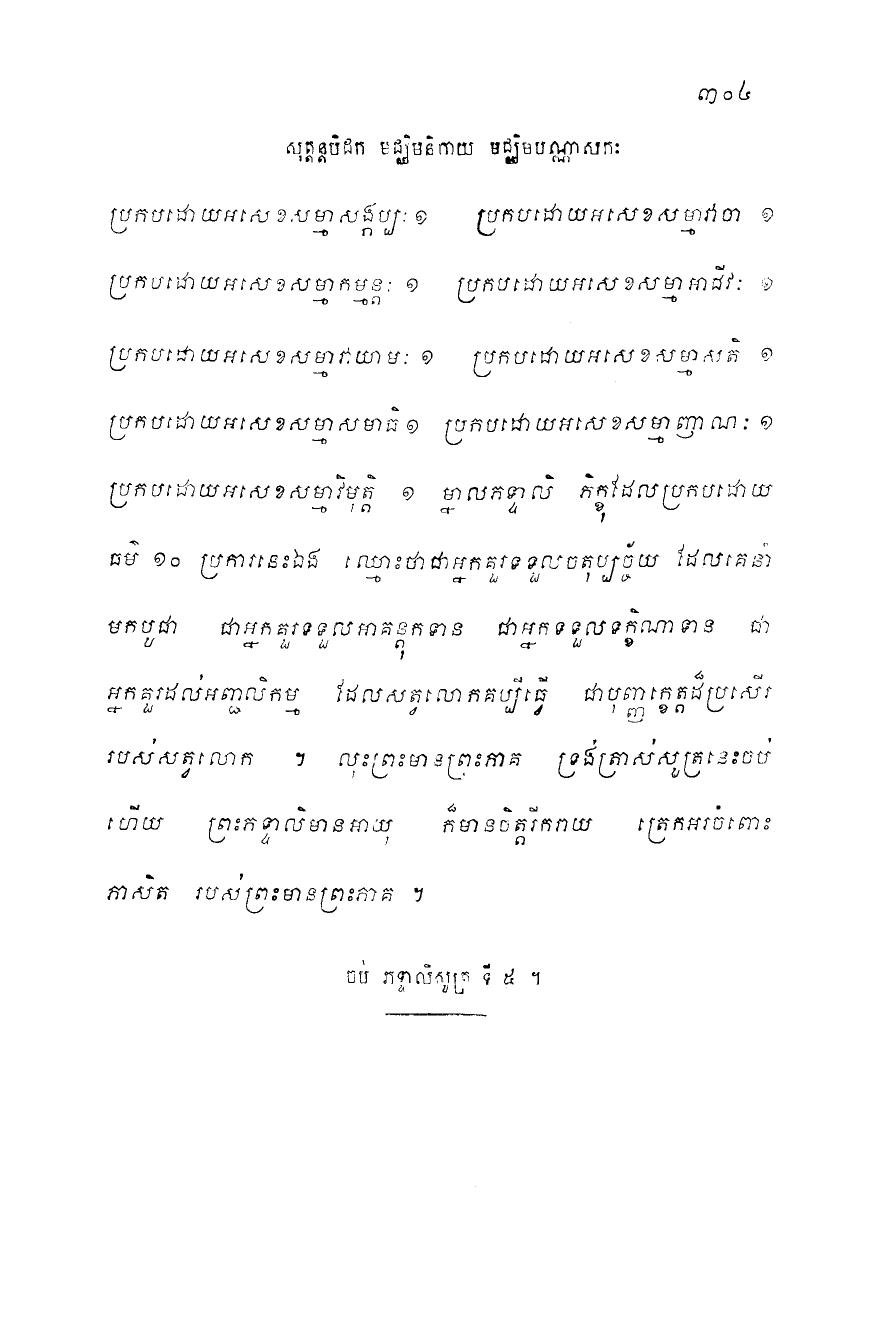 ៣០៤
សុត្តន្តបិដក មជ្ឈិមនិកាយ មជ្ឈិមបណ្ណាសកៈ
ប្រកបដោយអសេខសម្មាសង្កប្បៈ ១ ប្រកបដោយអសេខសម្មាវាចា ១
ប្រកបដោយអសេខសម្មាកម្មន្តៈ ១ ប្រកបដោយអសេខសម្មាអាជីវៈ ១
ប្រកបដោយអសេខសម្មាវាយាមៈ ១ ប្រកបដោយអសេខសម្មាសតិ ១
ប្រកបដោយអសេខសម្មាសមាធិ ១ ប្រកបដោយអសេខសម្មាញាណៈ ១
ប្រកបដោយអសេខសម្មាវិមុត្តិ ១ ម្នាលភទ្ទាលិ ភិក្ខុដែលប្រកបដោយ
ធម៌ ១០ ប្រការនេះឯង ឈ្មោះថាជាអ្នកគួរទទួលចតុប្បច្ច័យ ដែលគេនាំ
មកបូជា ជាអ្នកគួរទទួលអាគន្តុកទាន ជាអ្នកទទួលទក្ខិណាទាន ជា
អ្នកគួរដល់អញ្ជលិកម្ម ដែលសត្វលោកគប្បីធ្វើ ជាបុញ្ញក្ខេត្តដ៏ប្រសើរ
របស់សត្វលោក ។ លុះព្រះមានព្រះភាគ ទ្រង់ត្រាស់សូត្រនេះចប់
ហើយ ព្រះភទ្ទាលិមានអាយុ ក៏មានចិត្តរីករាយ ត្រេកអរចំពោះ
ភាសិត របស់ព្រះមានព្រះភាគ ។
ចប់ ភទ្ទាលិសូត្រ ទី ៥ ។